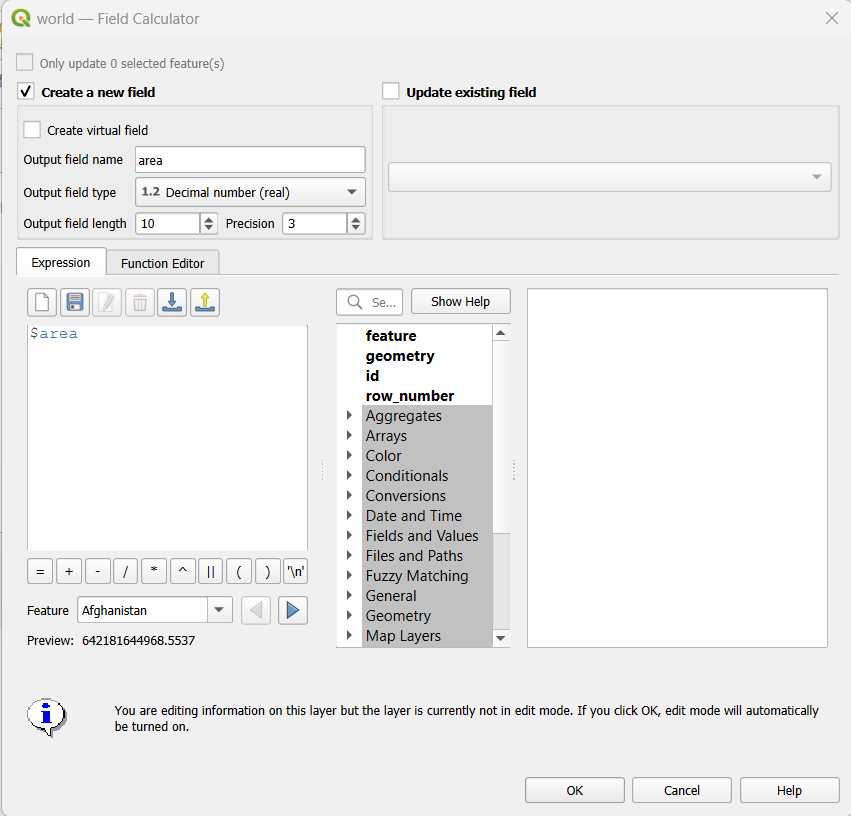 world — Field Calculator
Only update 0 selected feature(s)
Create a new field
Update existing field
Create virtual field
Output field name area
Output field type 1.2 Decimal number (real)
Output field length 10 Precision 3
Expression Function Editor
Se... Show Help
$area
feature
geometry
id
row_number
Aggregates
Arrays
Color
Conditionals
Conversions
Date and Time
Fields and Values
Files and Paths
Fuzzy Matching
General
Geometry
Map Layers
= + - / * ^ || ( ) '\n'
Feature Afghanistan
Preview: 642181644968.5537
You are editing information on this layer but the layer is currently not in edit mode. If you click OK, edit mode will automatically
be turned on.
OK Cancel Help